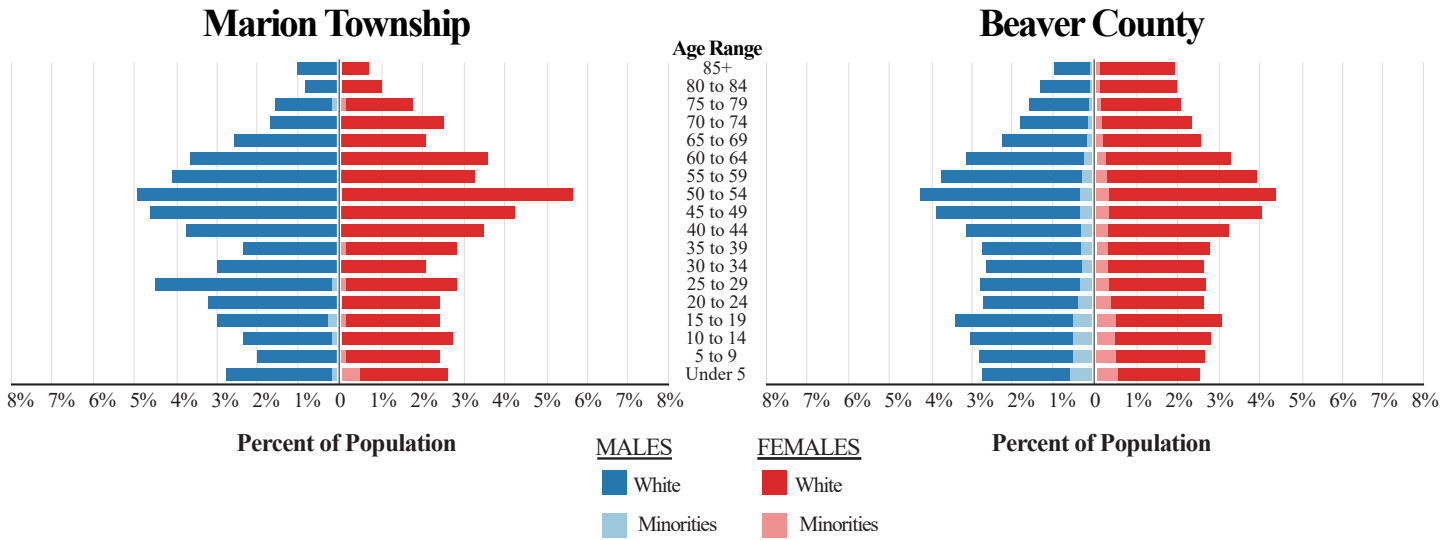 Marion Township
Beaver County
Age Range
85+
80 to 84
75 to 79
70 to 74
65 to 69
60 to 64
55 to 59
50 to 54
45 to 49
40 to 44
35 to 39
30 to 34
25 to 29
20 to 24
15 to 19
10 to 14
5 to 9
Under 5
8% 7% 6% 5% 4% 3% 2% 1% 0 1% 2% 3% 4% 5% 6% 7% 8%
8% 7% 6% 5% 4% 3% 2% 1% 0 1% 2% 3% 4% 5% 6% 7% 8%
Percent of Population
Percent of Population
MALES
White
Minorities
FEMALES
White
Minorities